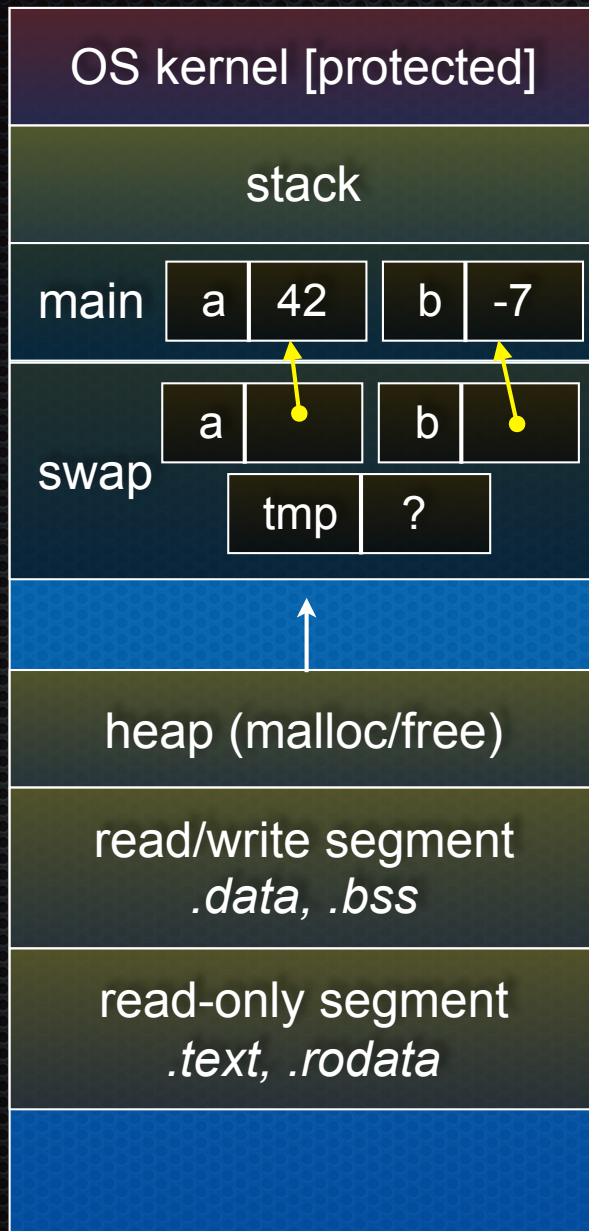 OS kernel [protected]
stack
main a 42 b -7
a b
swap
tmp ?
heap (malloc/free)
read/write segment
.data, .bss
read-only segment
.text, .rodata